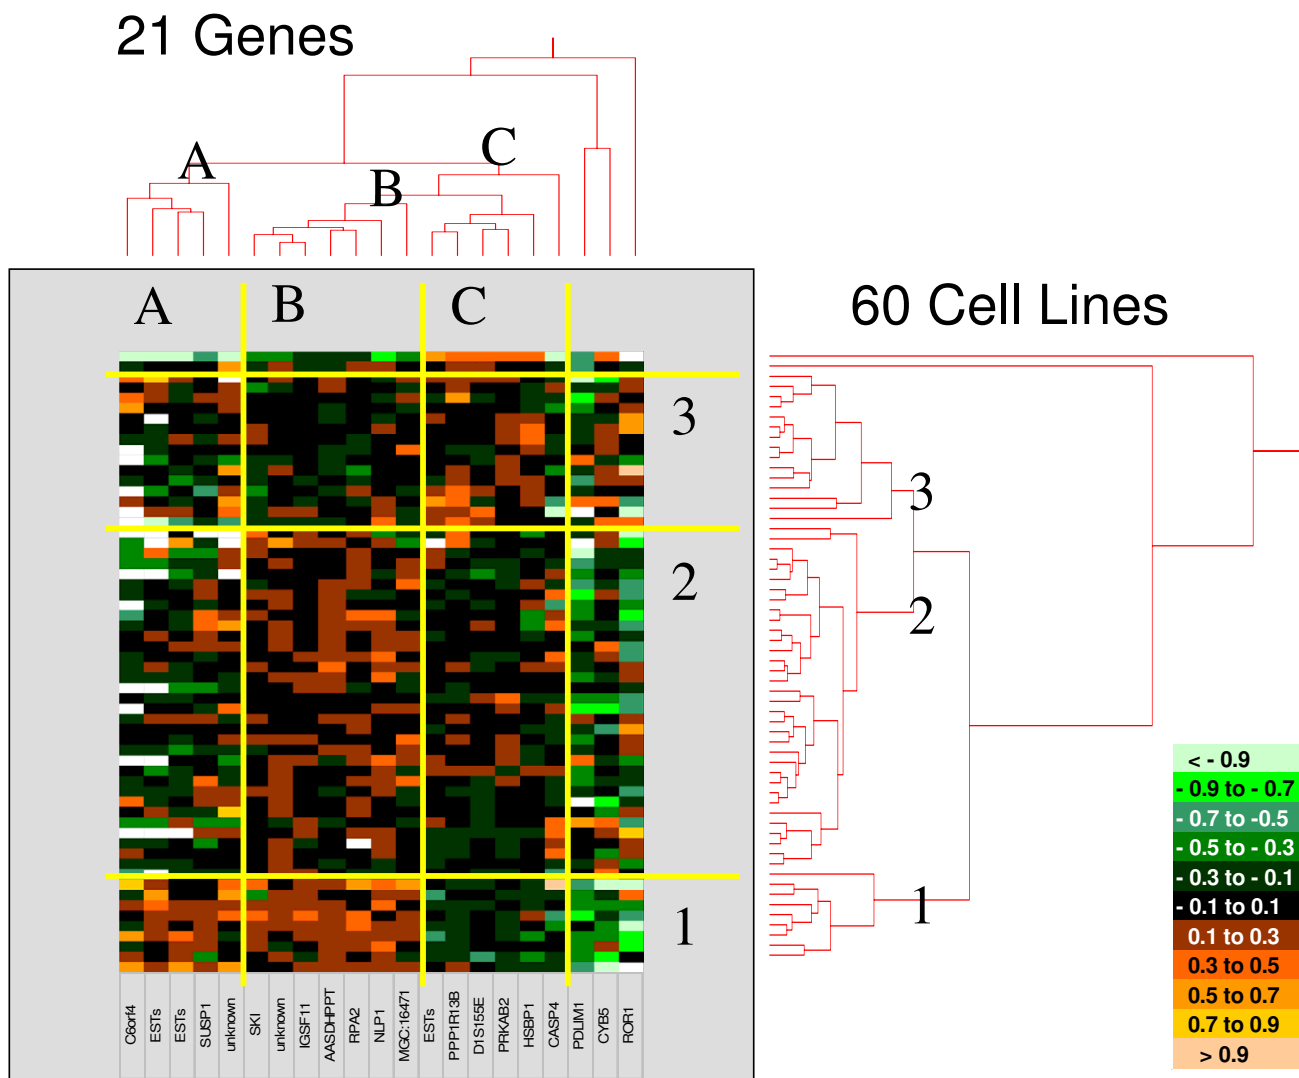 21 Genes
A
C
B
A
B
C
60 Cell Lines
3
3
2
2
1
1
< - 0.9
- 0.9 to - 0.7
- 0.7 to -0.5
- 0.5 to - 0.3
- 0.3 to - 0.1
- 0.1 to 0.1
0.1 to 0.3
0.3 to 0.5
0.5 to 0.7
0.7 to 0.9
> 0.9
C6orf4
ESTs
ESTs
SUSP1
unknown
SKI
unknown
IGSF11
AASDHPPT
RPA2
NLP1
MGC:16471
ESTs
PPP1R13B
D1S155E
PRKAB2
HSBP1
CASP4
PDLIM1
CYB5
ROR1